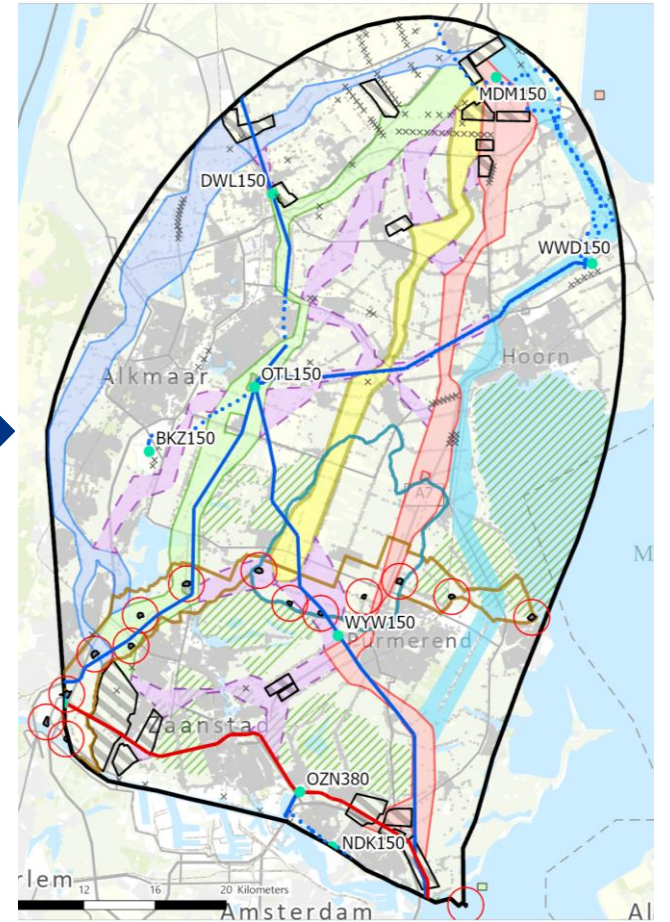 MDM150
DWL150
WWD150
Hoorn
OTL150
Alkmaar
BKZ150
A7
M
WYW150
Purmerend
Zaanstad
OZN380
NDK150
rlem
12 16 20 Kilometers
Amsterdam
Al